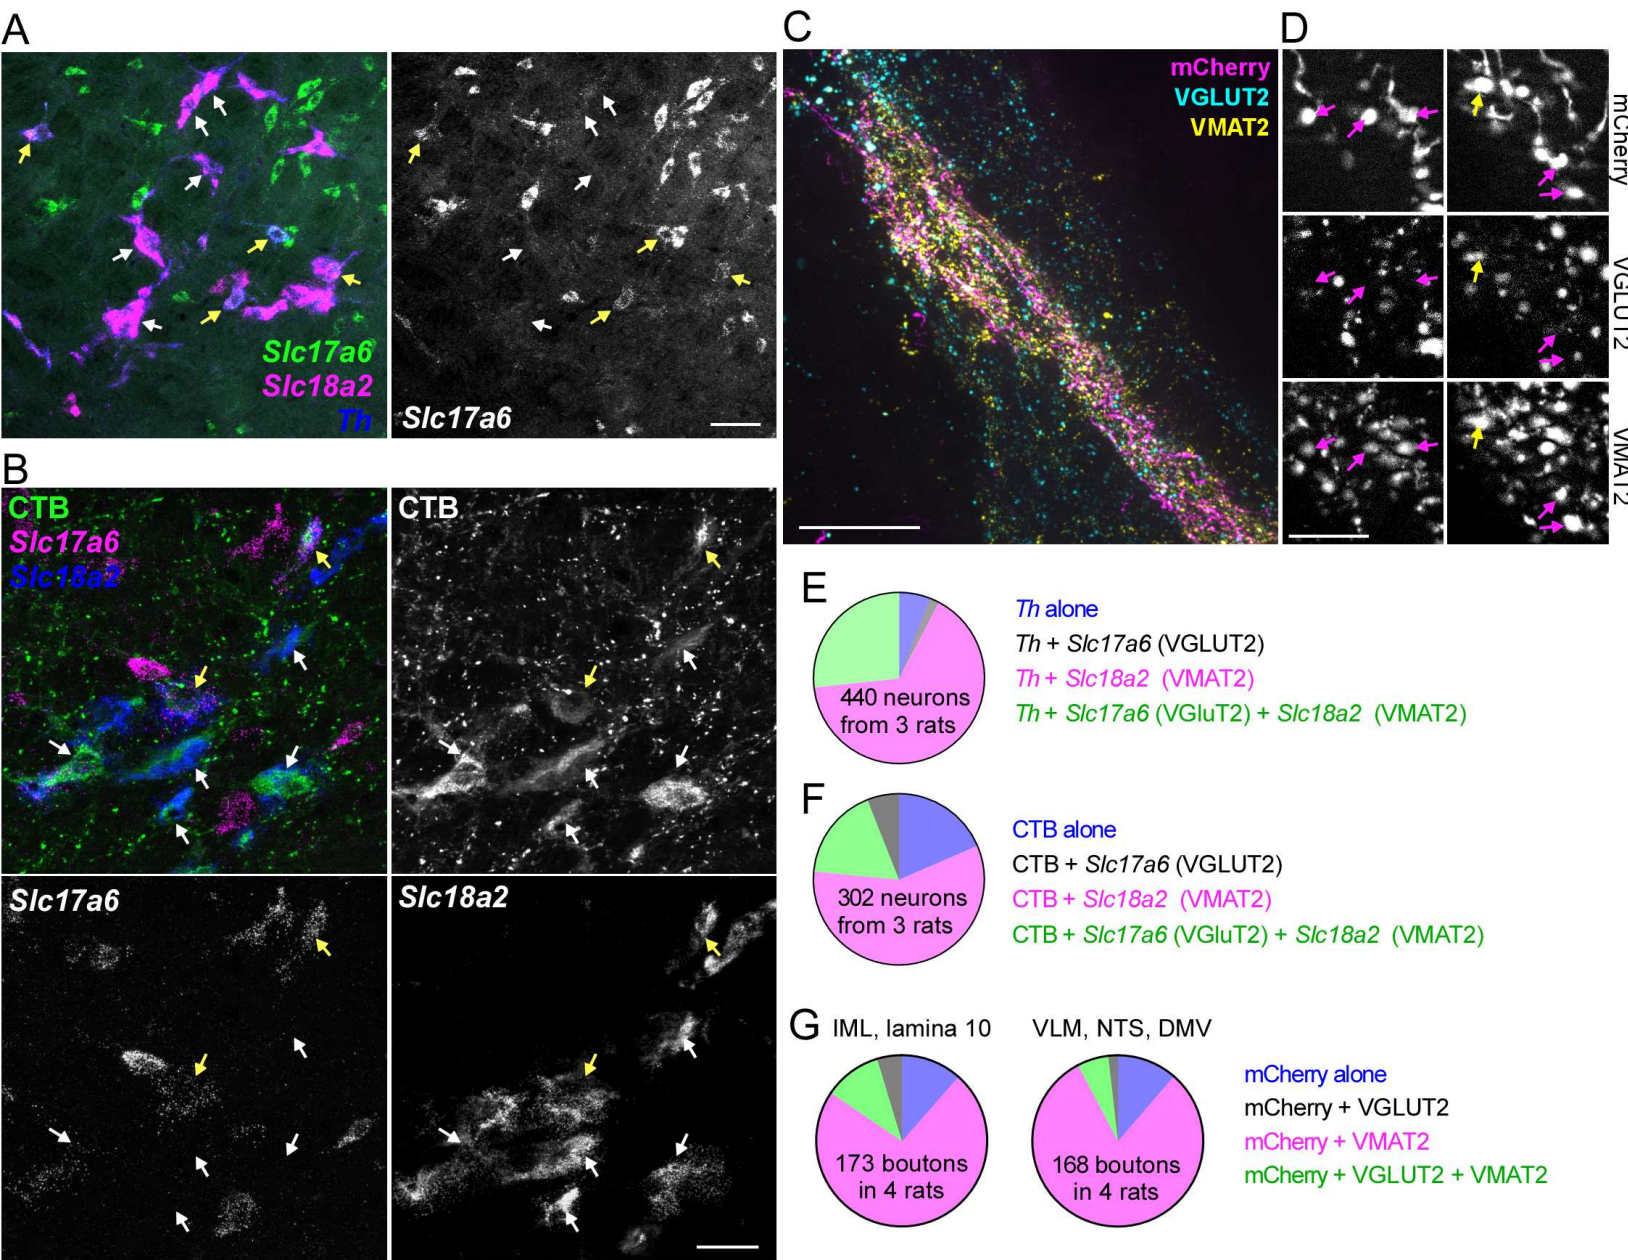 A
Slc17a6
Slc18a2
Th
Slc17a6
B
CTB
Slc17a6
Slc18a2
CTB
Slc17a6
Slc18a2
C
mCherry
VGLUT2
VMAT2
D
mCherry
VGLUT2
VMAT2
E
440 neurons
from 3 rats
Th alone
Th + Slc17a6 (VGLUT2)
Th + Slc18a2 (VMAT2)
Th + Slc17a6 (VGluT2) + Slc18a2 (VMAT2)
F
302 neurons
from 3 rats
CTB alone
CTB + Slc17a6 (VGLUT2)
CTB + Slc18a2 (VMAT2)
CTB + Slc17a6 (VGluT2) + Slc18a2 (VMAT2)
G
IML, lamina 10
173 boutons
in 4 rats
VLM, NTS, DMV
168 boutons
in 4 rats
mCherry alone
mCherry + VGLUT2
mCherry + VMAT2
mCherry + VGLUT2 + VMAT2